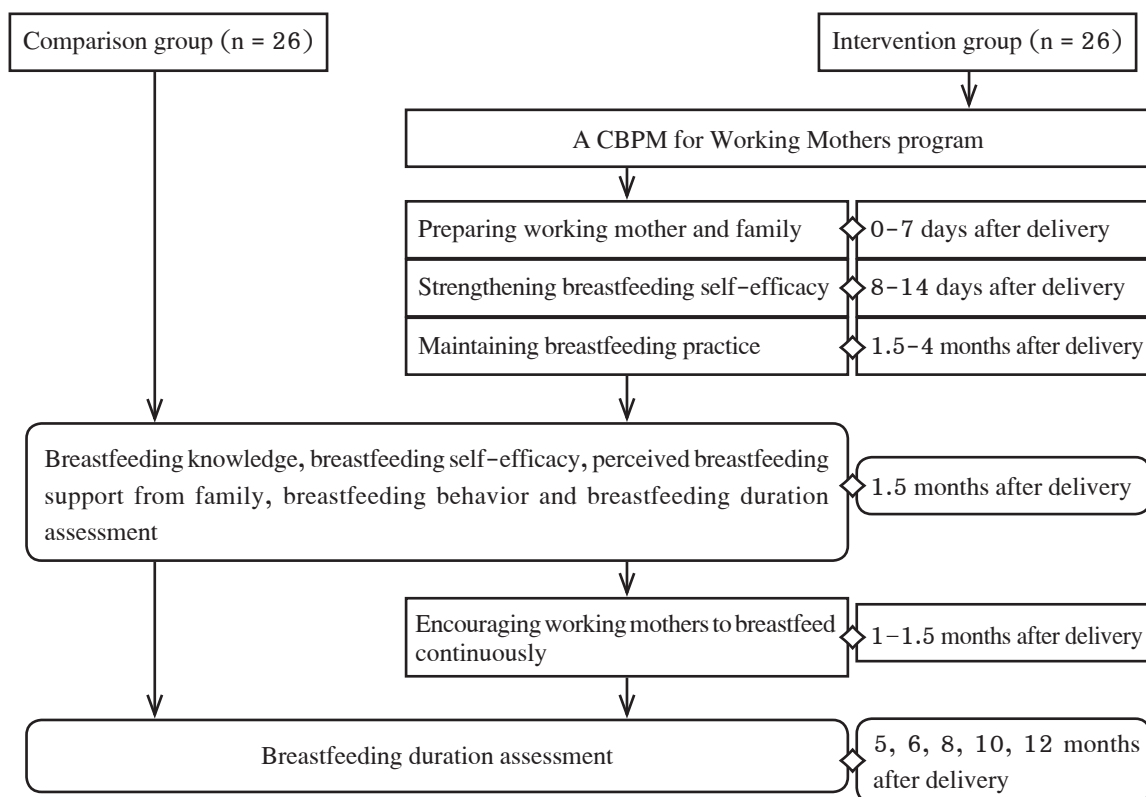 Comparison group (n = 26)
Intervention group (n = 26)
A CBPM for Working Mothers program
Preparing working mother and family
0-7 days after delivery
Strengthening breastfeeding self-efficacy
8-14 days after delivery
Maintaining breastfeeding practice
1.5-4 months after delivery
Breastfeeding knowledge, breastfeeding self-efficacy, perceived breastfeeding
support from family, breastfeeding behavior and breastfeeding duration
assessment
1.5 months after delivery
Encouraging working mothers to breastfeed
continuously
1-1.5 months after delivery
Breastfeeding duration assessment
5, 6, 8, 10, 12 months
after delivery